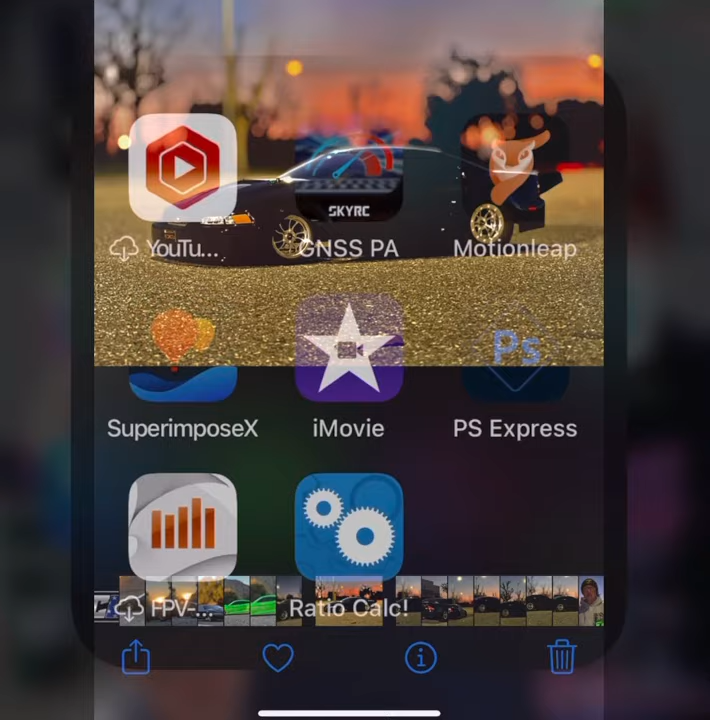 SKYRC
YouTu...
GNSS PA
Motionleap
Ps
SuperimposeX
iMovie
PS Express
FPV-...
Ratio Calc!